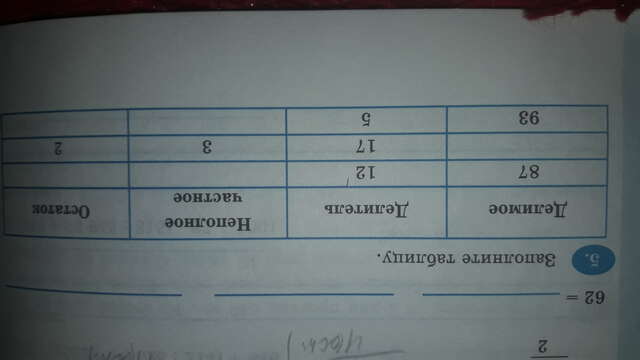 2
62 =
5. Заполните таблицу.
Делимое Делитель Неполное частное Остаток
87 12
17 3 2
93 5